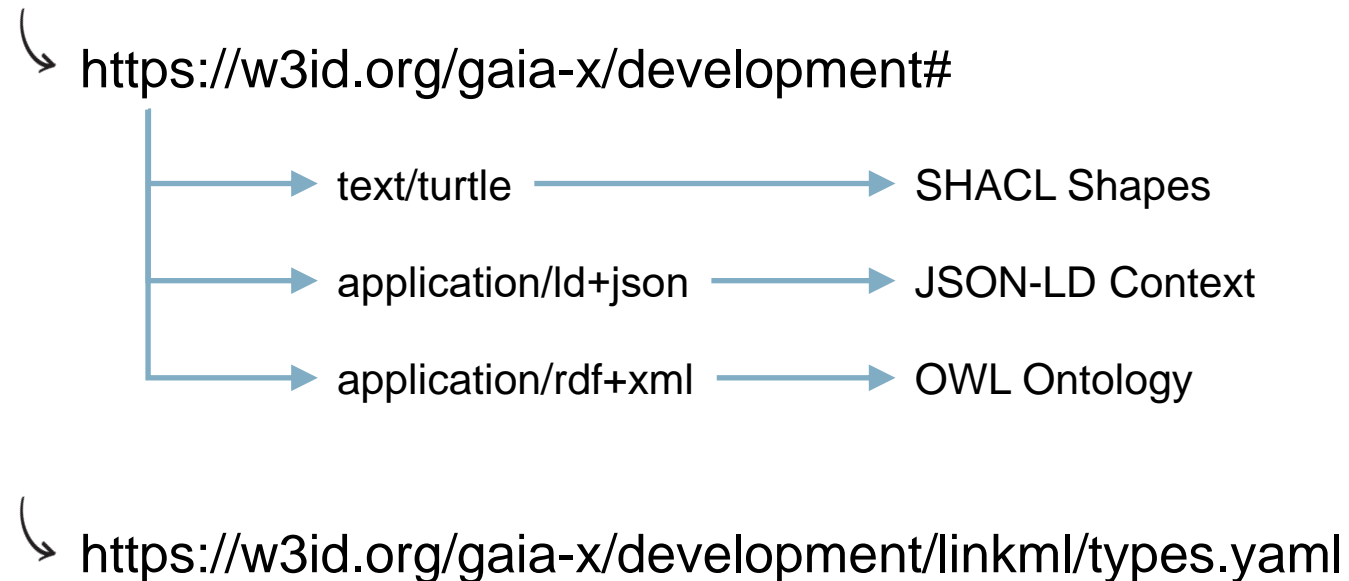 https://w3id.org/gaia-x/development#
text/turtle SHACL Shapes
application/ld+json JSON-LD Context
application/rdf+xml OWL Ontology
https://w3id.org/gaia-x/development/linkml/types.yaml